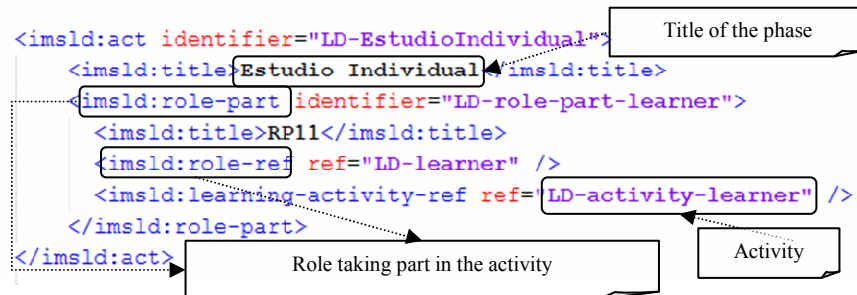 Title of the phase
<imsld:act identifier="LD-EstudioIndividual">
<imsld:title>Estudio Individual</imsld:title>
<imsld:role-part identifier="LD-role-part-learner">
<imsld:title>RP11</imsld:title>
<imsld:role-ref ref="LD-learner" />
<imsld:learning-activity-ref ref="LD-activity-learner" />
</imsld:role-part>
</imsld:act>
Activity
Role taking part in the activity